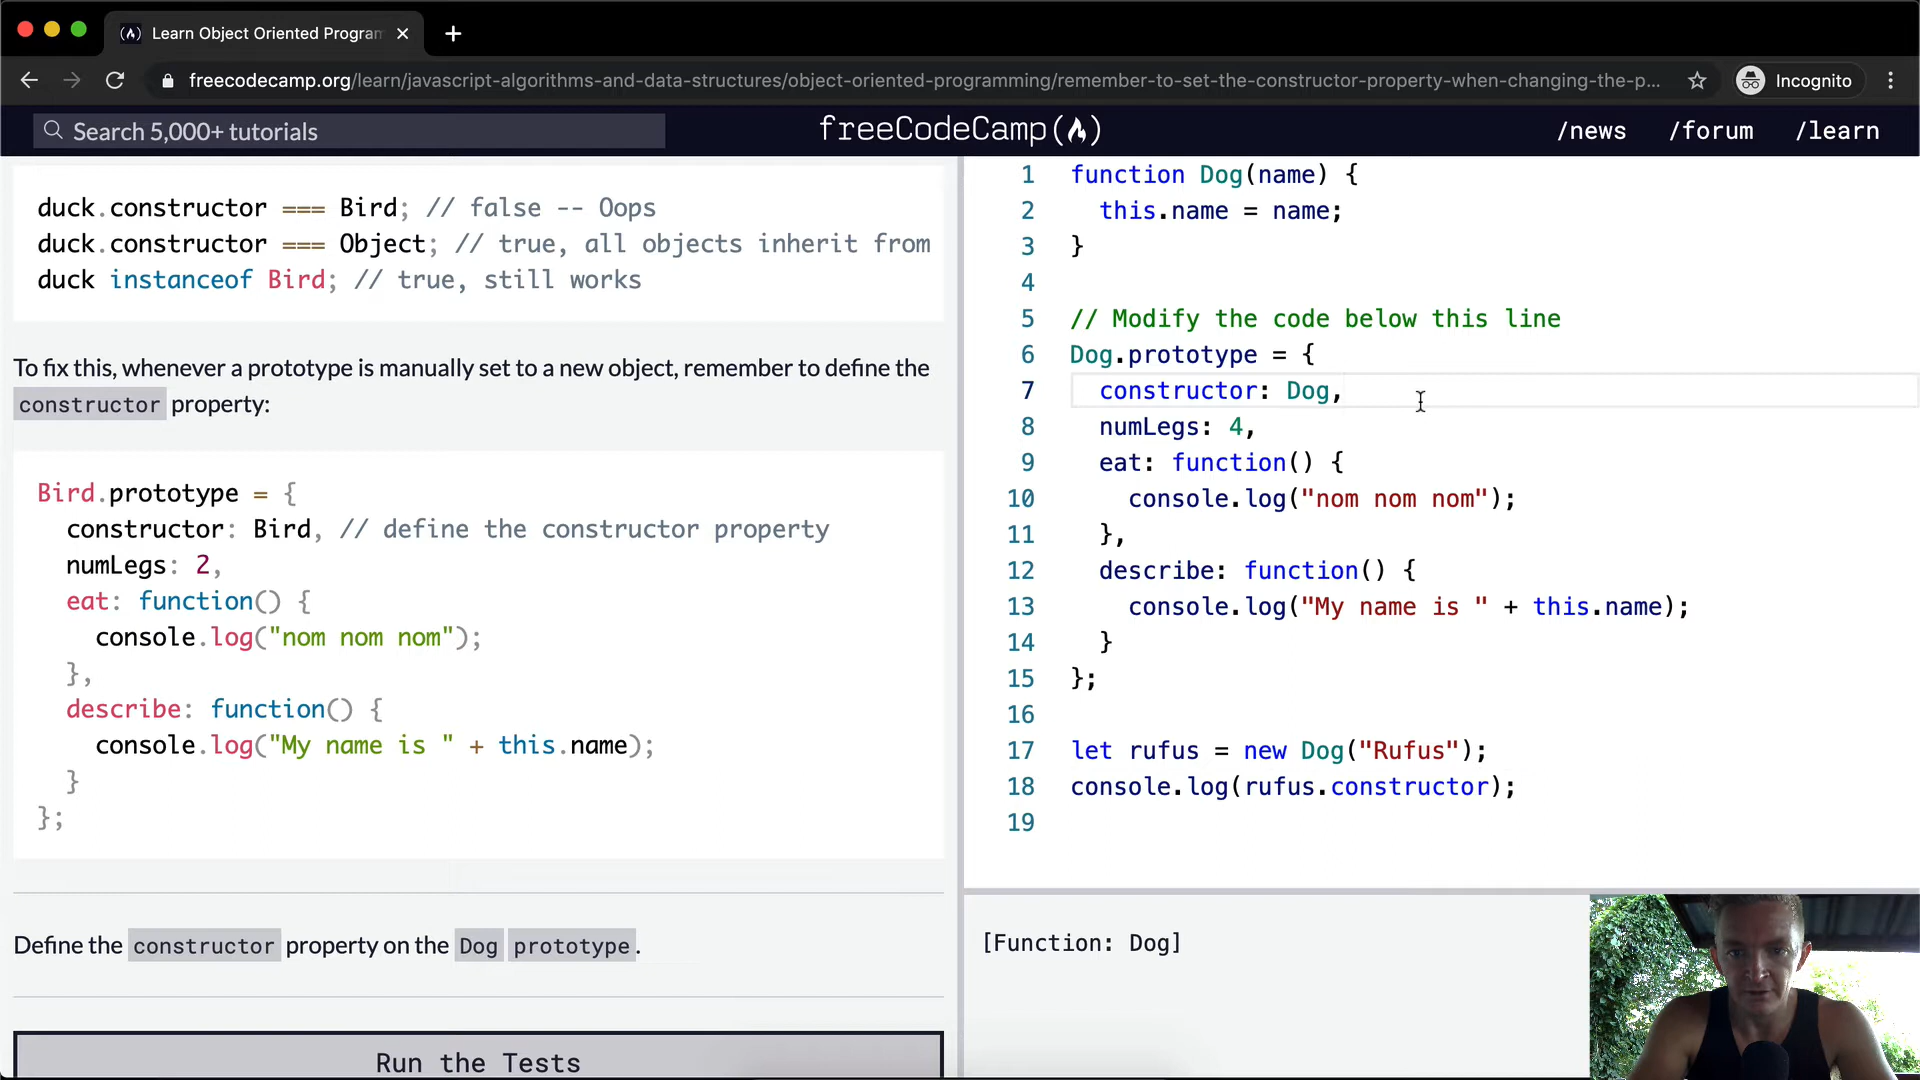 Learn Object Oriented Program
freecodecamp.org/learn/javascript-algorithms-and-data-structures/object-oriented-programming/remember-to-set-the-constructor-property-when-changing-the-p...
Incognito
Search 5,000+ tutorials
freeCodeCamp
/news
/forum
/learn
duck.constructor === Bird; // false -- Oops
duck.constructor === Object; // true, all objects inherit from
duck instanceof Bird; // true, still works
To fix this, whenever a prototype is manually set to a new object, remember to define the
constructor property:
Bird.prototype = {
constructor: Bird, // define the constructor property
numLegs: 2,
eat: function() {
console.log("nom nom nom");
},
describe: function() {
console.log("My name is " + this.name);
}
};
Define the constructor property on the Dog prototype.
Run the Tests
1 function Dog(name) {
2 this.name = name;
3 }
4
5 // Modify the code below this line
6 Dog.prototype = {
7 constructor: Dog,
8 numLegs: 4,
9 eat: function() {
10 console.log("nom nom nom");
11 },
12 describe: function() {
13 console.log("My name is " + this.name);
14 }
15 };
16
17 let rufus = new Dog("Rufus");
18 console.log(rufus.constructor);
19
[Function: Dog]